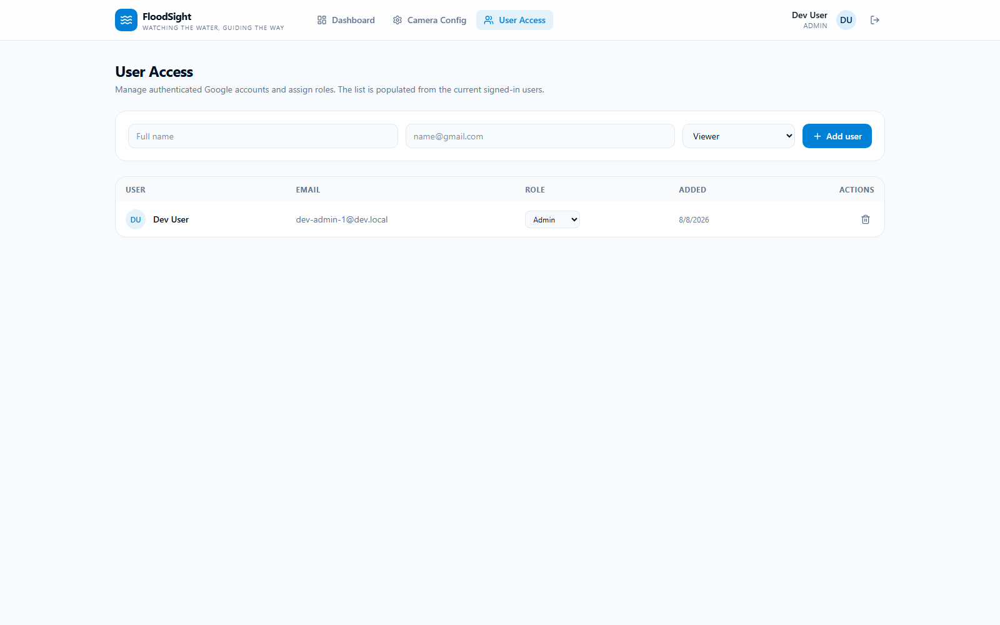 FloodSight
WATCHING THE WATER, GUIDING THE WAY
Dashboard
Camera Config
User Access
Dev User
ADMIN
DU
User Access
Manage authenticated Google accounts and assign roles. The list is populated from the current signed-in users.
Full name
name@gmail.com
Viewer
Add user
USER EMAIL ROLE ADDED ACTIONS
DU Dev User dev-admin-1@dev.local Admin 8/8/2026